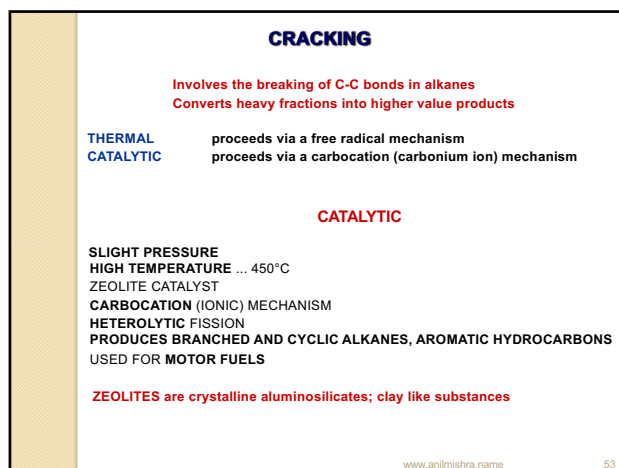 CRACKING
Involves the breaking of C-C bonds in alkanes
Converts heavy fractions into higher value products
THERMAL proceeds via a free radical mechanism
CATALYTIC proceeds via a carbocation (carbonium ion) mechanism
CATALYTIC
SLIGHT PRESSURE
HIGH TEMPERATURE ... 450°C
ZEOLITE CATALYST
CARBOCATION (IONIC) MECHANISM
HETEROLYTIC FISSION
PRODUCES BRANCHED AND CYCLIC ALKANES, AROMATIC HYDROCARBONS
USED FOR MOTOR FUELS
ZEOLITES are crystalline aluminosilicates; clay like substances
www.anilmishra.name 53